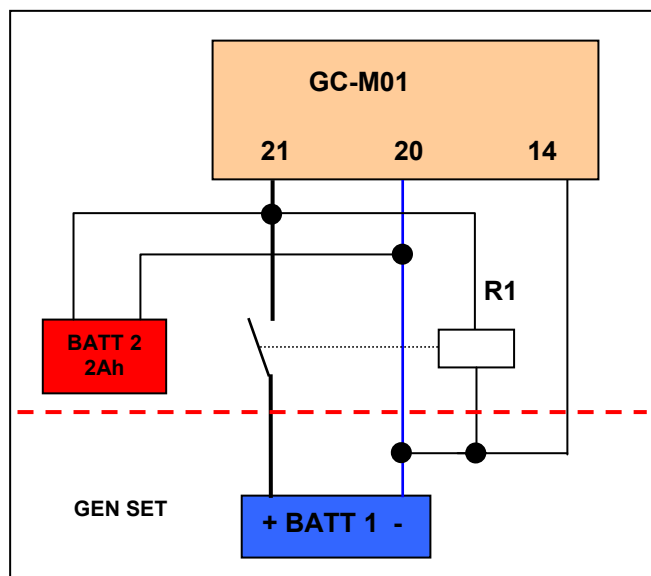 GC-M01
21 20 14
R1
BATT 2
2Ah
GEN SET
+ BATT 1 -